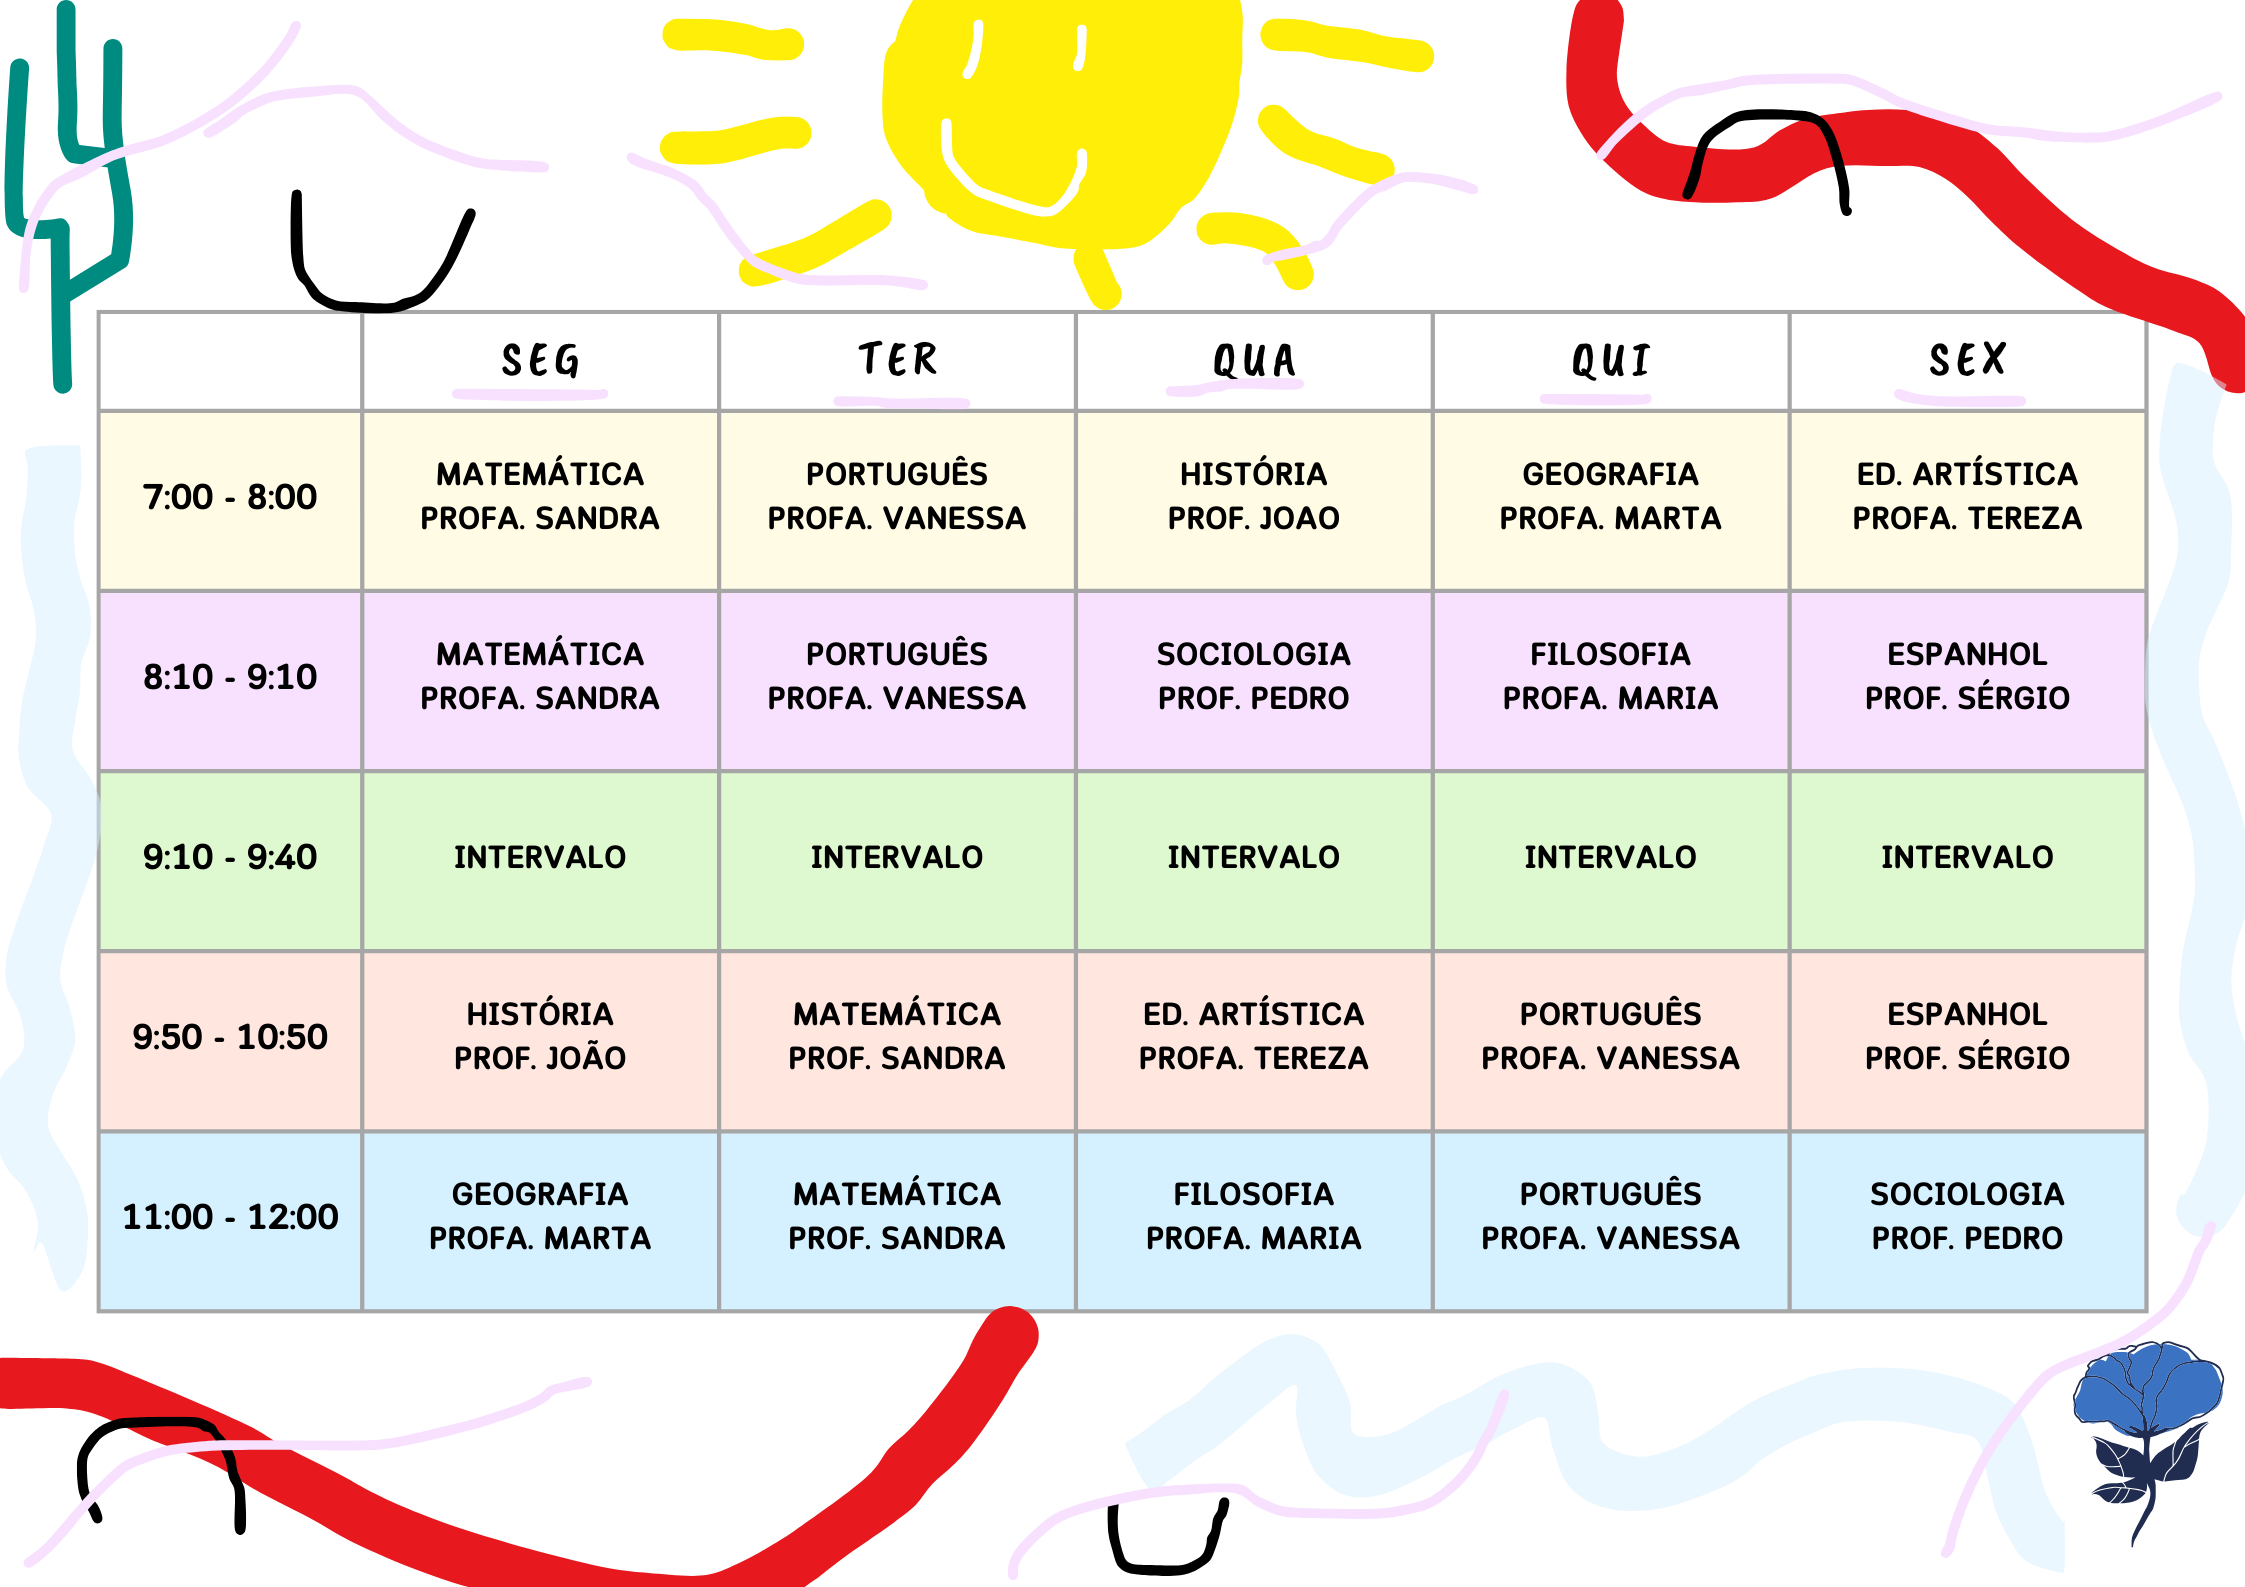 SEG TER QUA QUI SEX
7:00 - 8:00
MATEMÁTICA
PROFA. SANDRA
PORTUGUÊS
PROFA. VANESSA
HISTÓRIA
PROF. JOAO
GEOGRAFIA
PROFA. MARTA
ED. ARTÍSTICA
PROFA. TEREZA
8:10 - 9:10
MATEMÁTICA
PROFA. SANDRA
PORTUGUÊS
PROFA. VANESSA
SOCIOLOGIA
PROF. PEDRO
FILOSOFIA
PROFA. MARIA
ESPANHOL
PROF. SÉRGIO
9:10 - 9:40
INTERVALO
INTERVALO
INTERVALO
INTERVALO
INTERVALO
9:50 - 10:50
HISTÓRIA
PROF. JOÃO
MATEMÁTICA
PROF. SANDRA
ED. ARTÍSTICA
PROFA. TEREZA
PORTUGUÊS
PROFA. VANESSA
ESPANHOL
PROF. SÉRGIO
11:00 - 12:00
GEOGRAFIA
PROFA. MARTA
MATEMÁTICA
PROF. SANDRA
FILOSOFIA
PROFA. MARIA
PORTUGUÊS
PROFA. VANESSA
SOCIOLOGIA
PROF. PEDRO